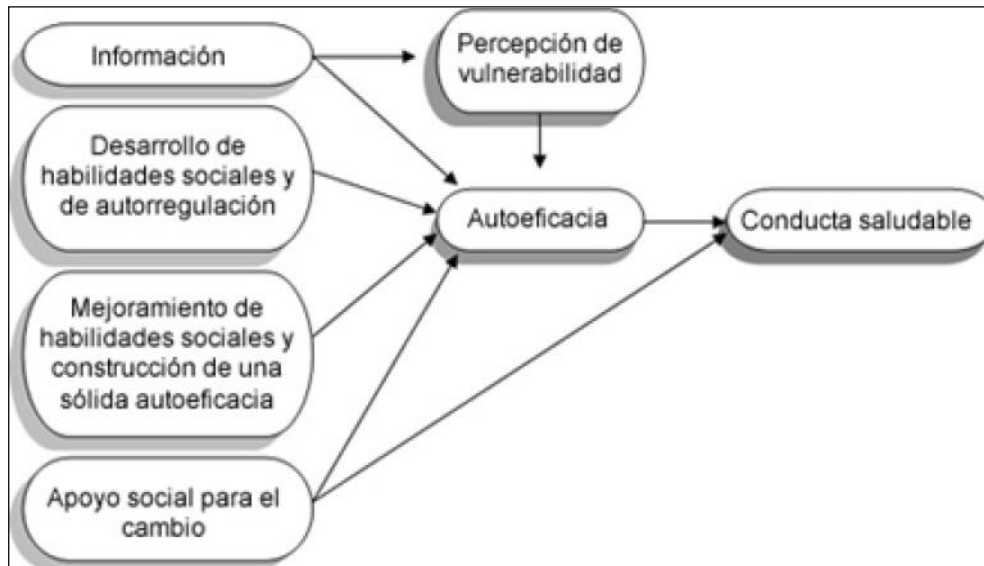 Información
Percepción de
vulnerabilidad
Desarrollo de
habilidades sociales y
de autorregulación
Autoeficacia
Conducta saludable
Mejoramiento de
habilidades sociales y
construcción de una
sólida autoeficacia
Apoyo social para el
cambio